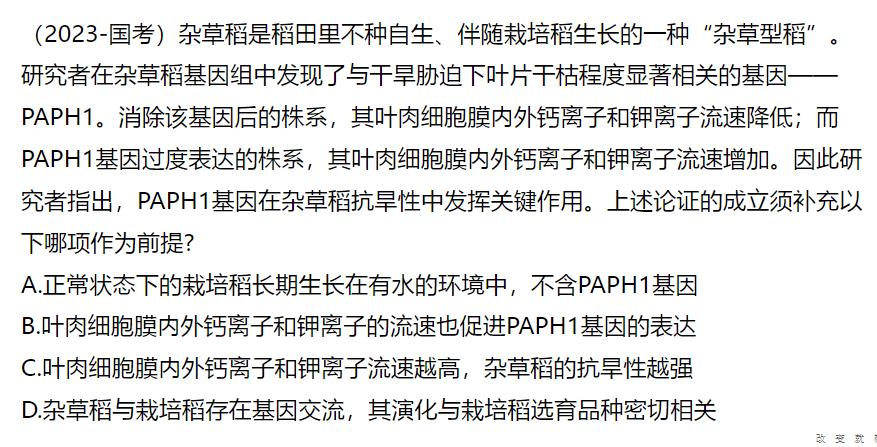 （2023-国考）杂草稻是稻田里不种自生、伴随栽培稻生长的一种“杂草型稻”。
研究者在杂草稻基因组中发现了与干旱胁迫下叶片干枯程度显著相关的基因——
PAPH1。消除该基因后的株系，其叶肉细胞膜内外钙离子和钾离子流速降低；而
PAPH1基因过度表达的株系，其叶肉细胞膜内外钙离子和钾离子流速增加。因此研
究者指出，PAPH1基因在杂草稻抗旱性中发挥关键作用。上述论证的成立须补充以
下哪项作为前提?
A.正常状态下的栽培稻长期生长在有水的环境中，不含PAPH1基因
B.叶肉细胞膜内外钙离子和钾离子的流速也促进PAPH1基因的表达
C.叶肉细胞膜内外钙离子和钾离子流速越高，杂草稻的抗旱性越强
D.杂草稻与栽培稻存在基因交流，其演化与栽培稻选育品种密切相关
改 变 就